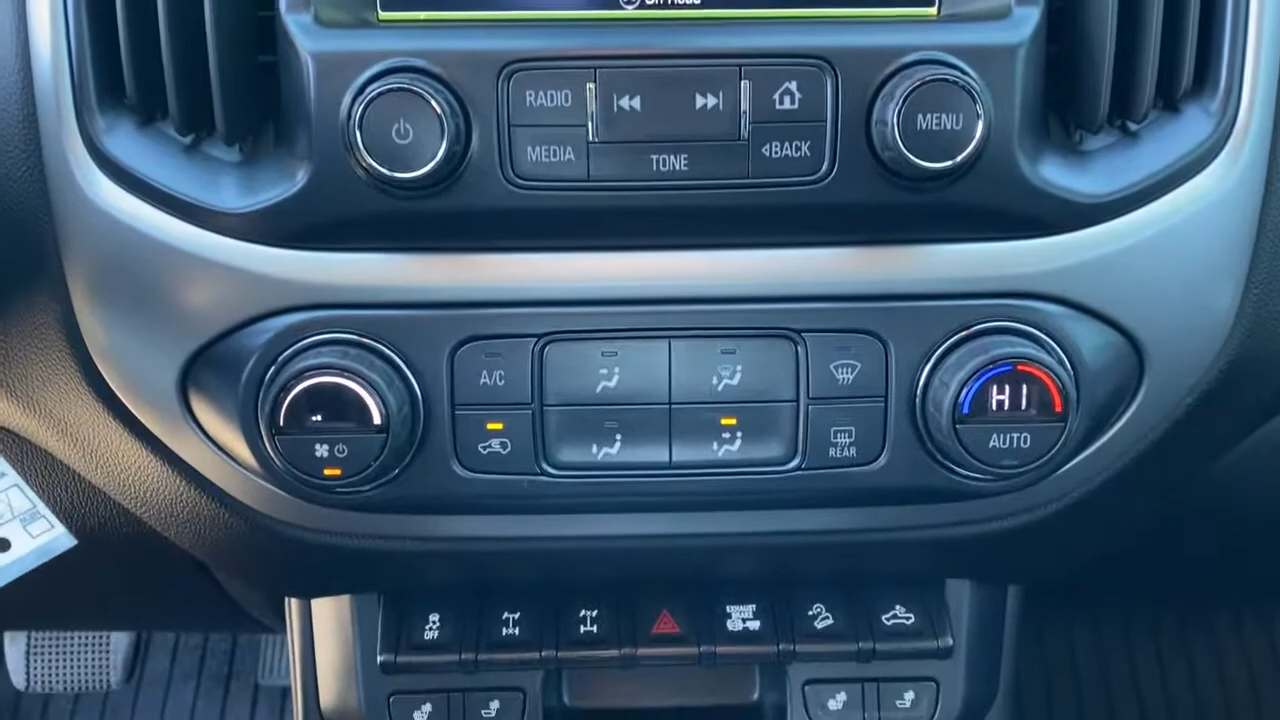 RADIO
MEDIA
TONE
BACK
MENU
A/C
REAR
HI
AUTO
OFF
EXHAUST
BRAKE